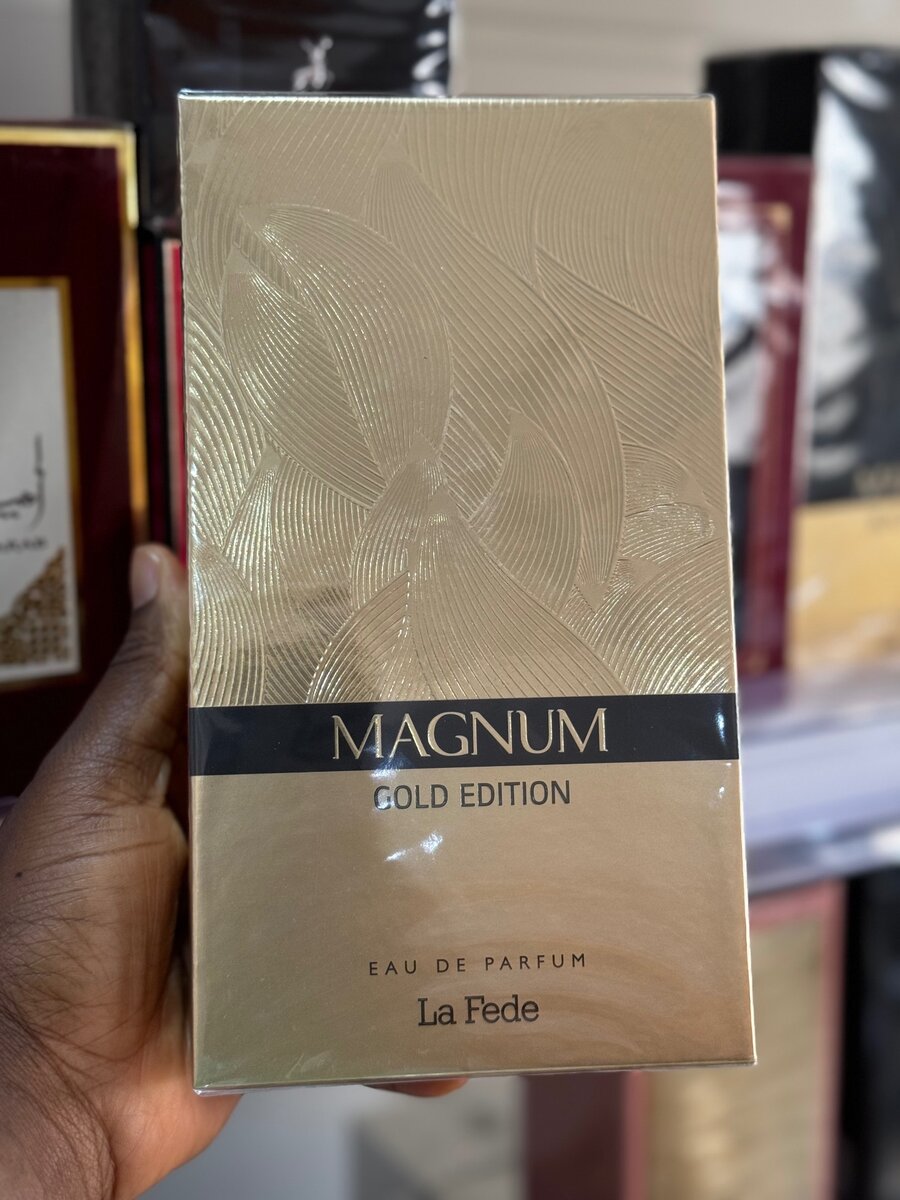 MAGNUM
GOLD EDITION
EAU DE PARFUM
La Fede